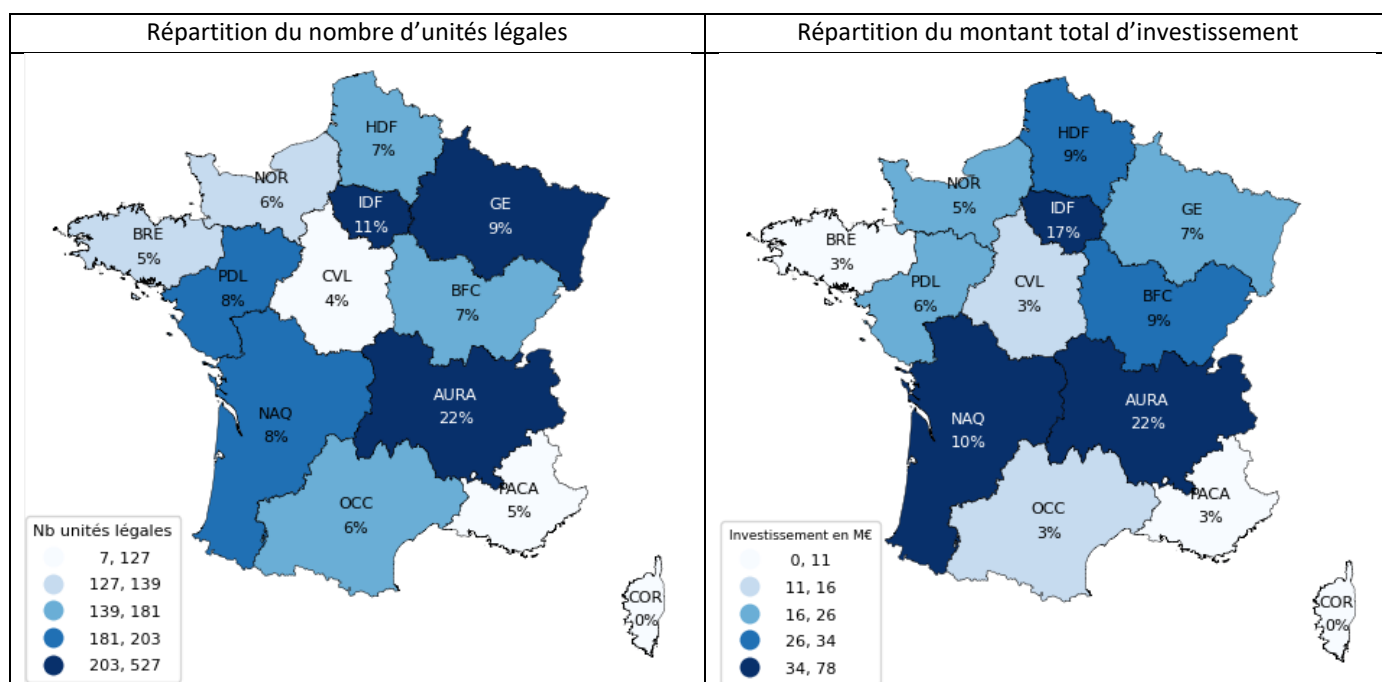 Répartition du nombre d’unités légales
Répartition du montant total d’investissement
HDF
7%
NOR
6%
IDF
11%
GE
9%
BRE
5%
PDL
8%
CVL
4%
BFC
7%
AURA
22%
NAQ
8%
OCC
6%
PACA
5%
COR
0%
Nb unités légales
7, 127
127, 139
139, 181
181, 203
203, 527
HDF
9%
NOR
5%
IDF
17%
GE
7%
BRE
3%
PDL
6%
CVL
3%
BFC
9%
AURA
22%
NAQ
10%
OCC
3%
PACA
3%
COR
0%
Investissement en M€
0, 11
11, 16
16, 26
26, 34
34, 78